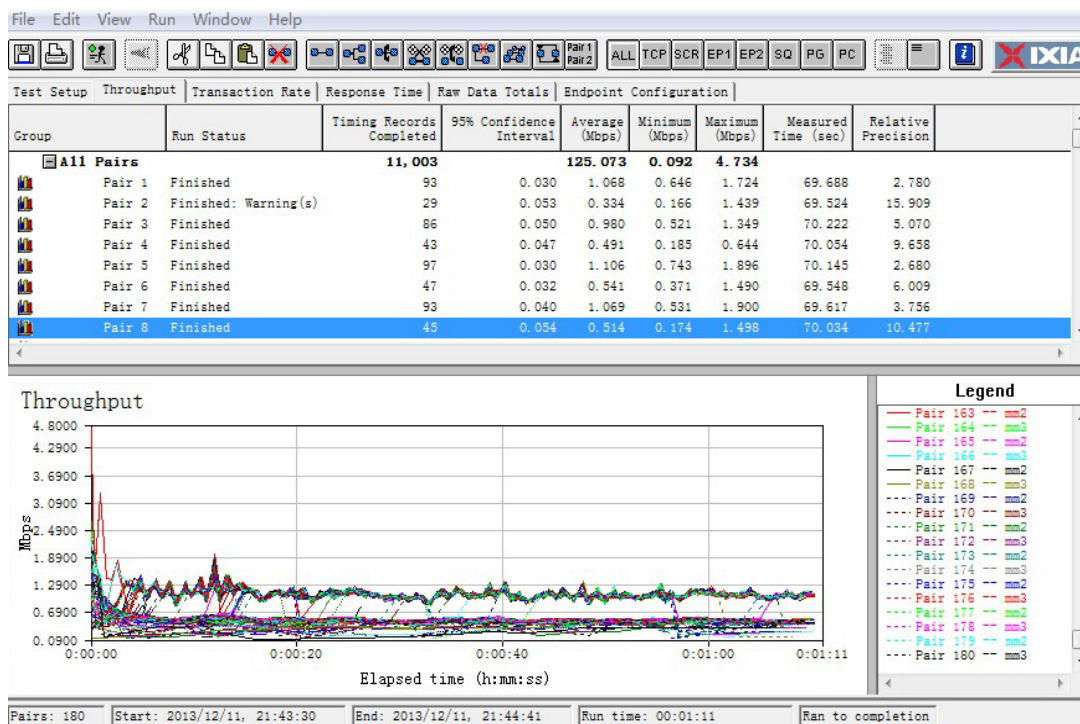 File Edit View Run Window Help
Pair 1 Pair 2 ALL TCP SCR EP1 EP2 SQ PG PC i IXIA
Test Setup Throughput Transaction Rate Response Time Raw Data Totals Endpoint Configuration
Group Run Status Timing Records Completed 95% Confidence Interval Average (Mbps) Minimum (Mbps) Maximum (Mbps) Measured Time (sec) Relative Precision
All Pairs 11,003 125.073 0.092 4.734
Pair 1 Finished 93 0.030 1.068 0.646 1.724 69.688 2.780
Pair 2 Finished: Warning(s) 29 0.053 0.334 0.166 1.439 69.524 15.909
Pair 3 Finished 86 0.050 0.980 0.521 1.349 70.222 5.070
Pair 4 Finished 43 0.047 0.491 0.185 0.644 70.054 9.658
Pair 5 Finished 97 0.030 1.106 0.743 1.896 70.145 2.680
Pair 6 Finished 47 0.032 0.541 0.371 1.490 69.548 6.009
Pair 7 Finished 93 0.040 1.069 0.531 1.900 69.617 3.756
Pair 8 Finished 45 0.054 0.514 0.174 1.498 70.034 10.477
Throughput
4.8000
4.2900
3.6900
3.0900
2.4900
1.8900
1.2900
0.6900
0.0900
Mbps
0:00:00 0:00:20 0:00:40 0:01:00 0:01:11
Elapsed time (h:mm:ss)
Legend
Pair 163 -- mm2
Pair 164 -- mm3
Pair 165 -- mm2
Pair 166 -- mm3
Pair 167 -- mm2
Pair 168 -- mm3
Pair 169 -- mm2
Pair 170 -- mm3
Pair 171 -- mm2
Pair 172 -- mm3
Pair 173 -- mm2
Pair 174 -- mm3
Pair 175 -- mm2
Pair 176 -- mm3
Pair 177 -- mm2
Pair 178 -- mm3
Pair 179 -- mm2
Pair 180 -- mm3
Pairs: 180 Start: 2013/12/11, 21:43:30 End: 2013/12/11, 21:44:41 Run time: 00:01:11 Ran to completion